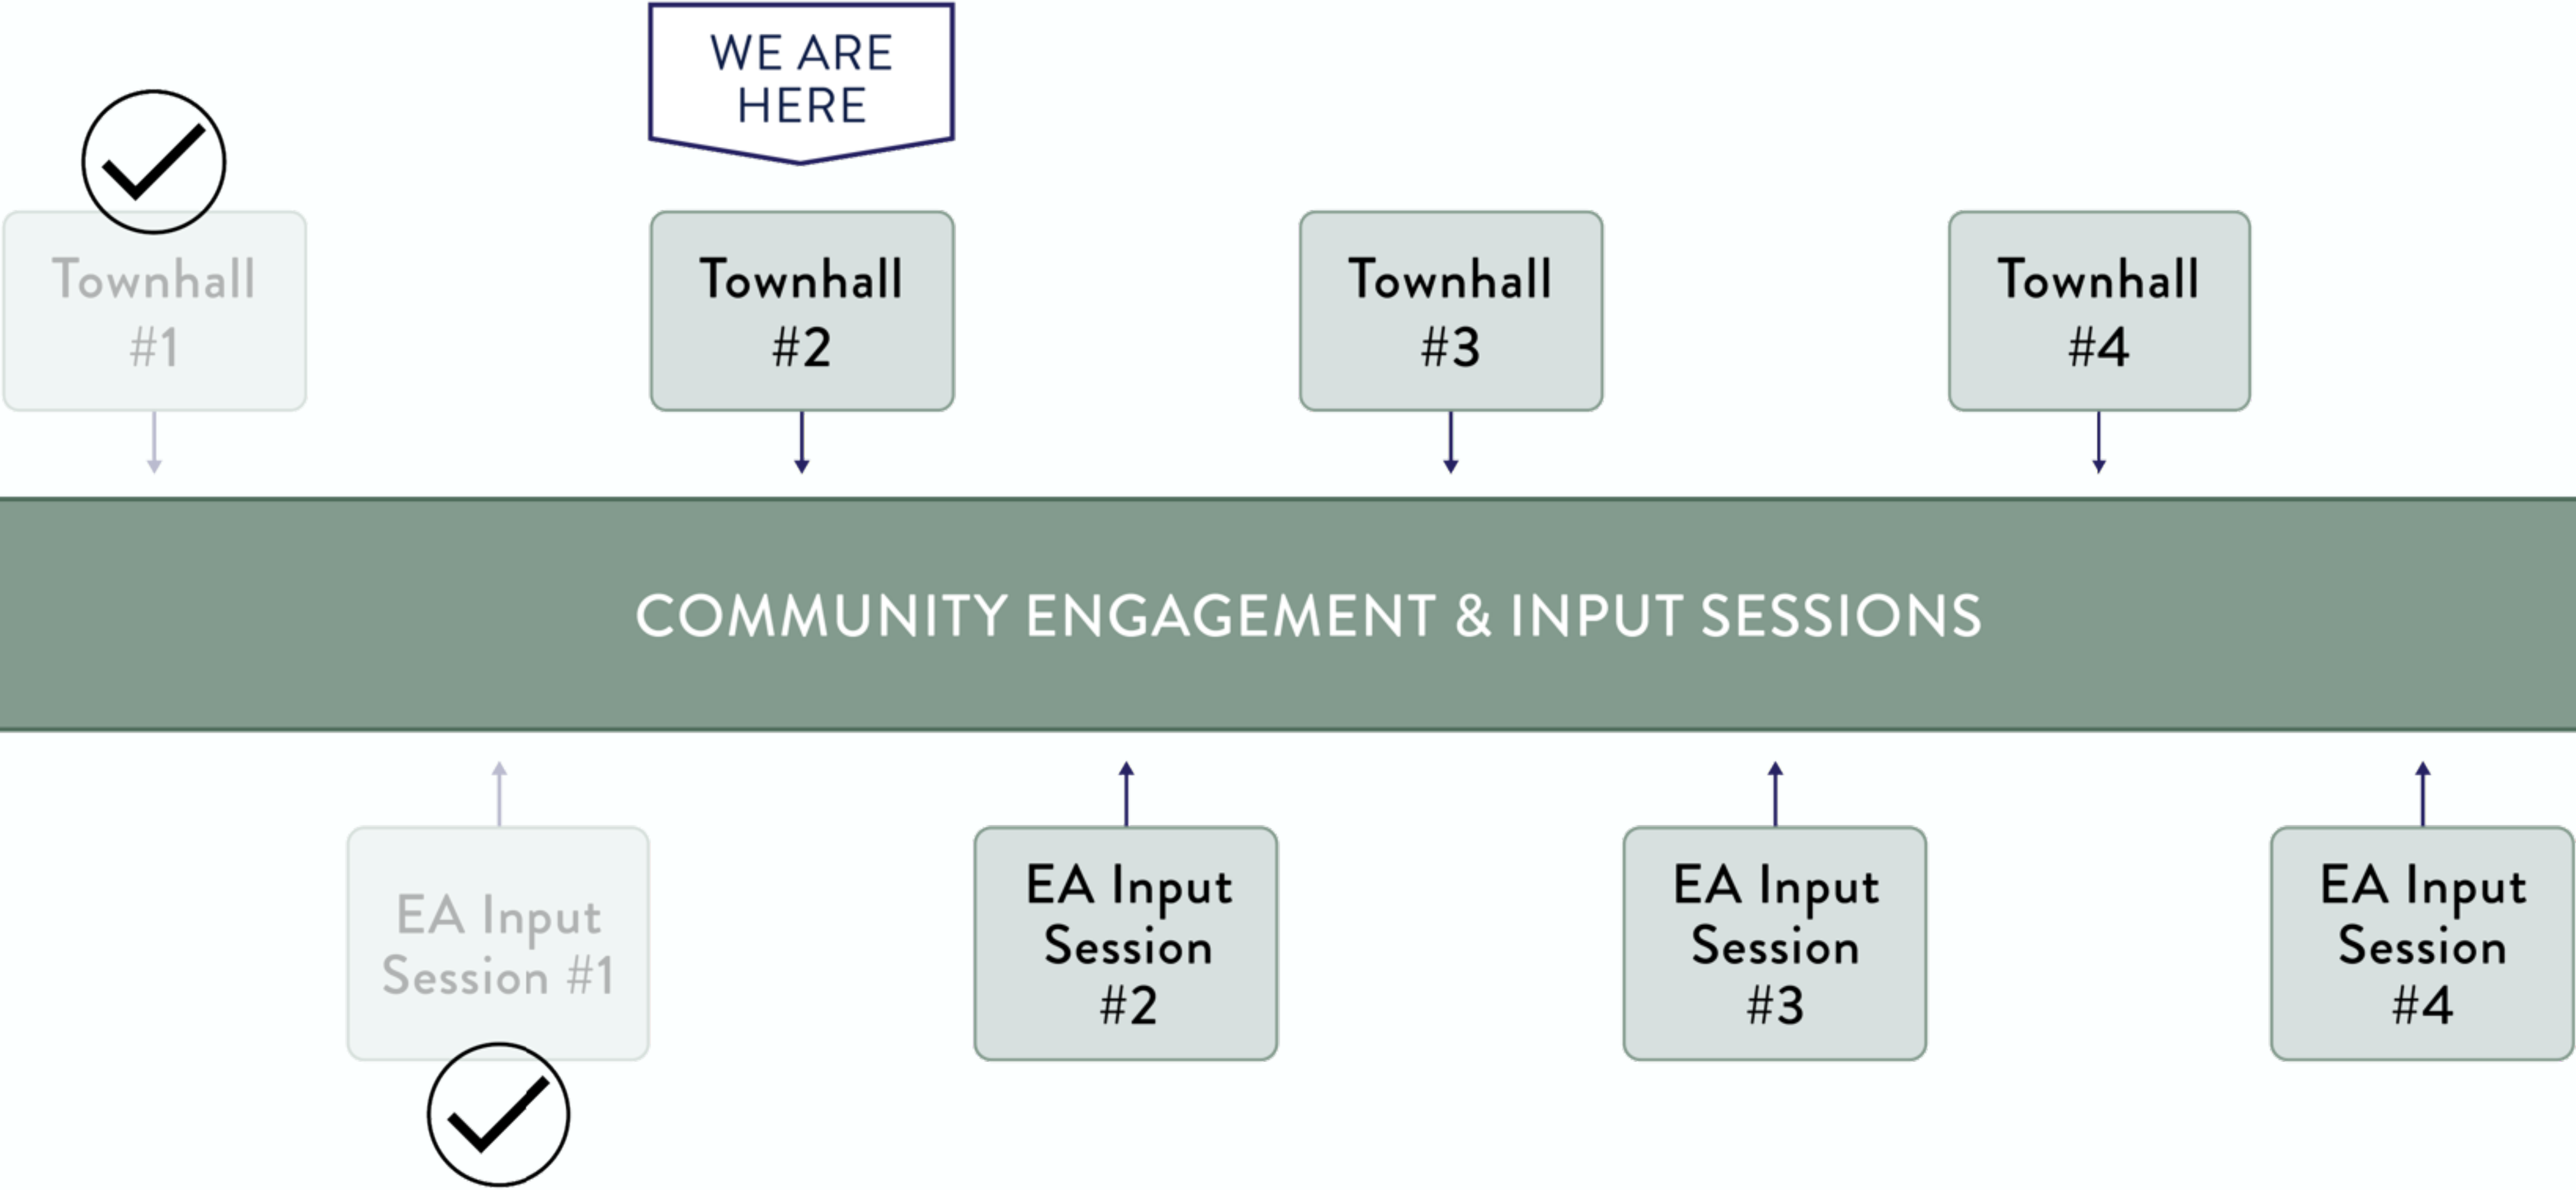 WE ARE
HERE
Townhall
#1
Townhall
#2
Townhall
#3
Townhall
#4
COMMUNITY ENGAGEMENT & INPUT SESSIONS
EA Input
Session #1
EA Input
Session
#2
EA Input
Session
#3
EA Input
Session
#4